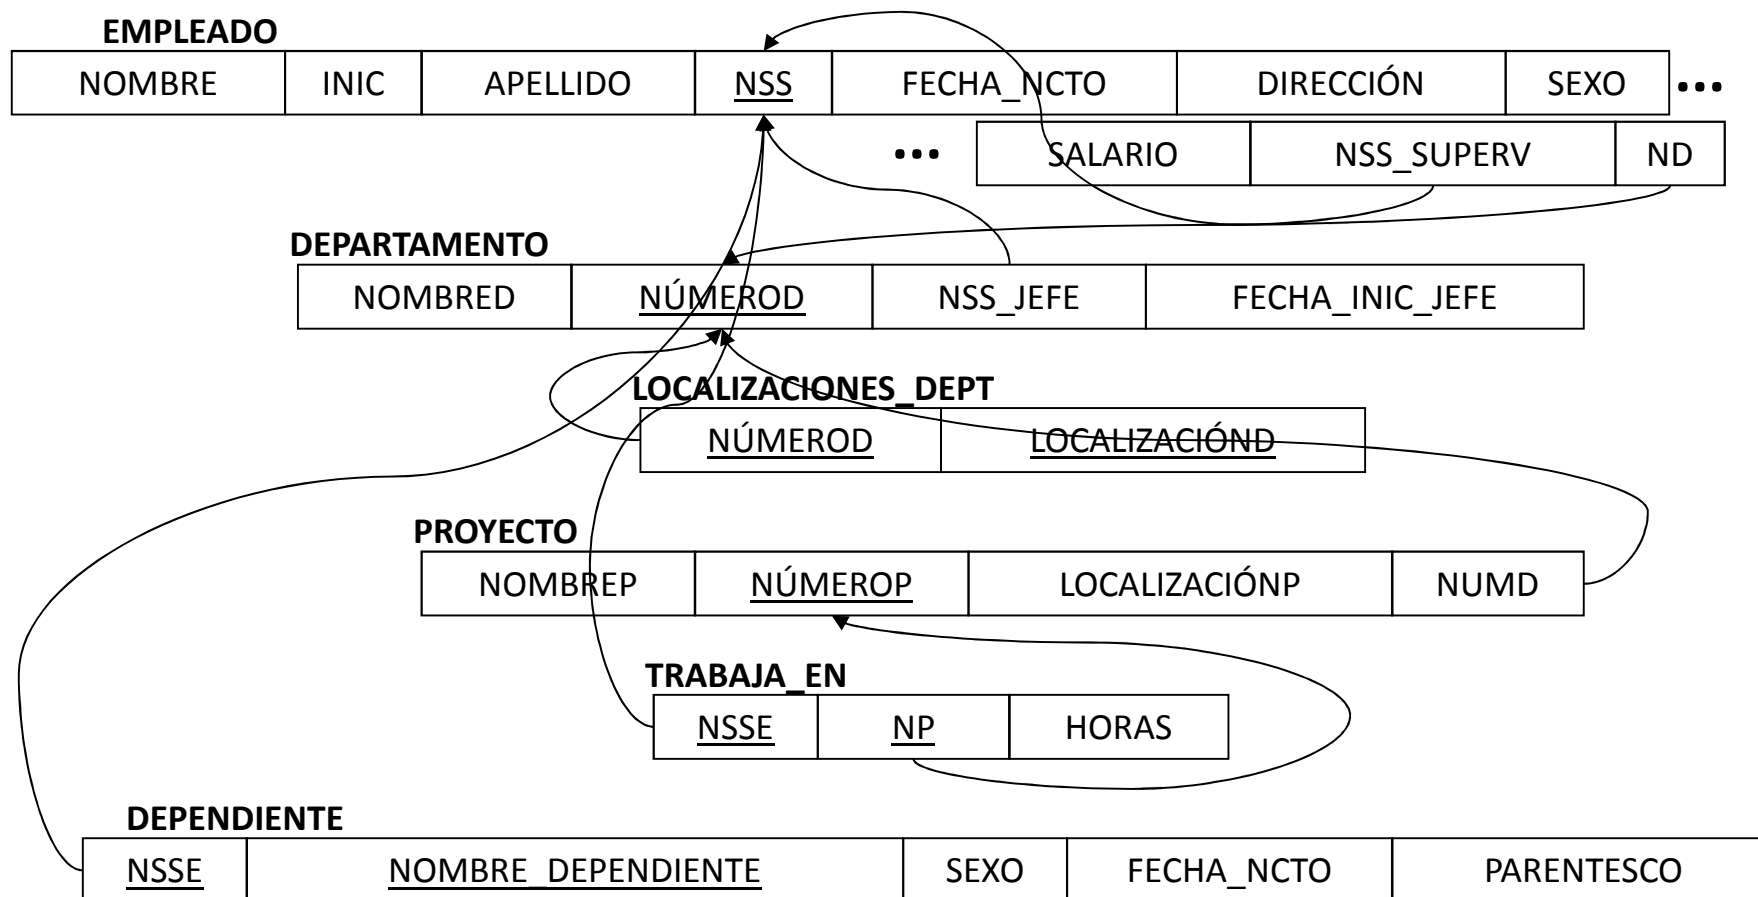 EMPLEADO
NOMBRE INIC APELLIDO NSS FECHA_NCTO DIRECCIÓN SEXO ...
... SALARIO NSS_SUPERV ND
DEPARTAMENTO
NOMBRED NÚMEROD NSS_JEFE FECHA_INIC_JEFE
LOCALIZACIONES_DEPT
NÚMEROD LOCALIZACIÓND
PROYECTO
NOMBREP NÚMEROP LOCALIZACIÓNP NUMD
TRABAJA_EN
NSSE NP HORAS
DEPENDIENTE
NSSE NOMBRE_DEPENDIENTE SEXO FECHA_NCTO PARENTESCO